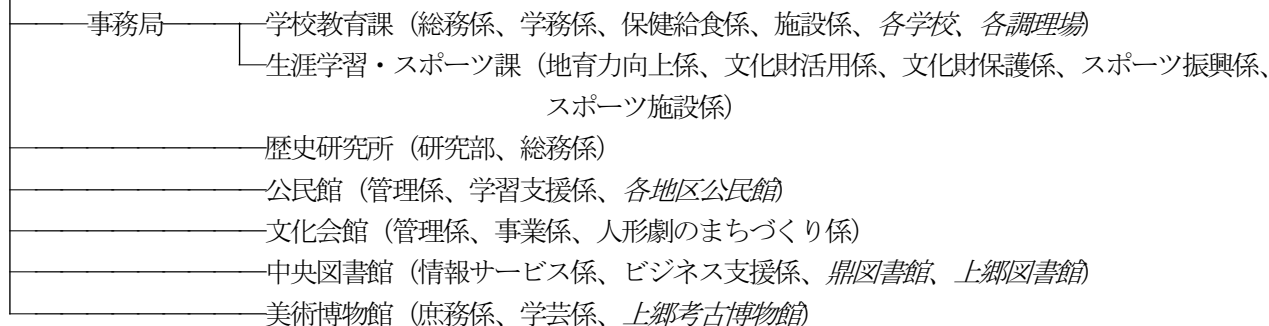 事務局 学校教育課（総務係、学務係、保健給食係、施設係、各学校、各調理場）
生涯学習・スポーツ課（地育力向上係、文化財活用係、文化財保護係、スポーツ振興係、
スポーツ施設係）
歴史研究所（研究部、総務係）
公民館（管理係、学習支援係、各地区公民館）
文化会館（管理係、事業係、人形劇のまちづくり係）
中央図書館（情報サービス係、ビジネス支援係、鼎図書館、上郷図書館）
美術博物館（庶務係、学芸係、上郷考古博物館）